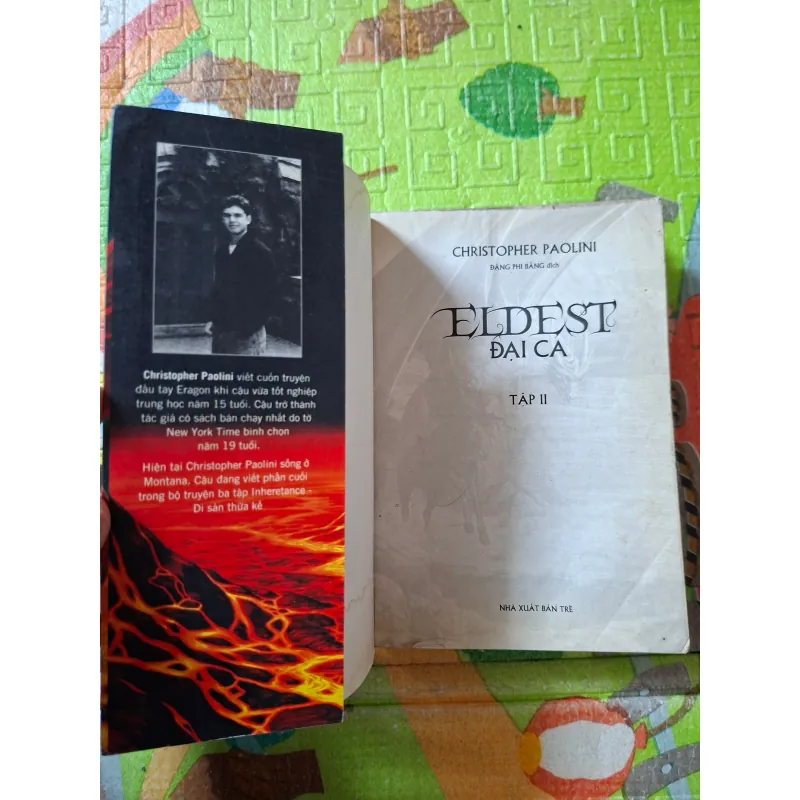 Christopher Paolini viết cuốn truyện
đầu tay Eragon khi cậu vừa tốt nghiệp
trung học năm 15 tuổi. Cậu trở thành
tác giả có sách bán chạy nhất do tờ
New York Time bình chọn
năm 19 tuổi.
Hiện tại Christopher Paolini sống ở
Montana. Cậu đang viết phần cuối
trong bộ truyện ba tập Inheretance -
Di sản thừa kế
CHRISTOPHER PAOLINI
ĐẶNG PHI BẰNG dịch
ELDEST
ĐẠI CA
TẬP II
NHÀ XUẤT BẢN TRẺ